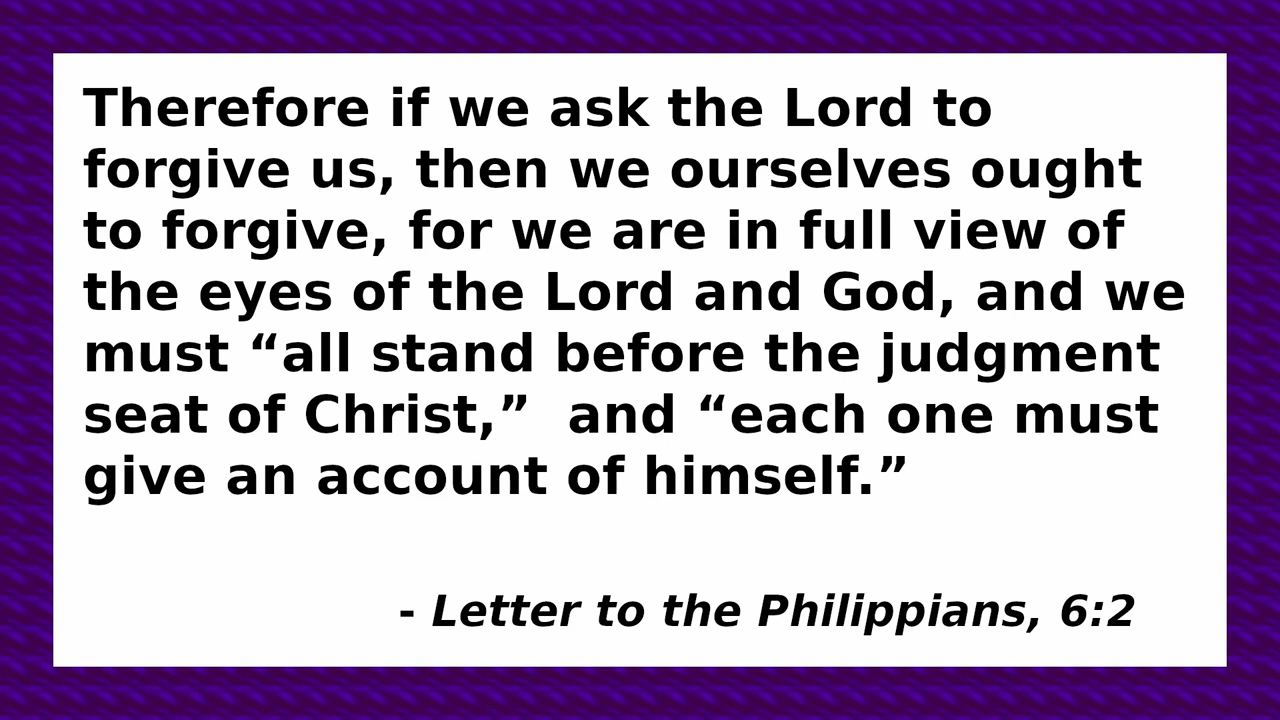 Therefore if we ask the Lord to
forgive us, then we ourselves ought
to forgive, for we are in full view of
the eyes of the Lord and God, and we
must “all stand before the judgment
seat of Christ,”  and “each one must
give an account of himself.”
- Letter to the Philippians, 6:2